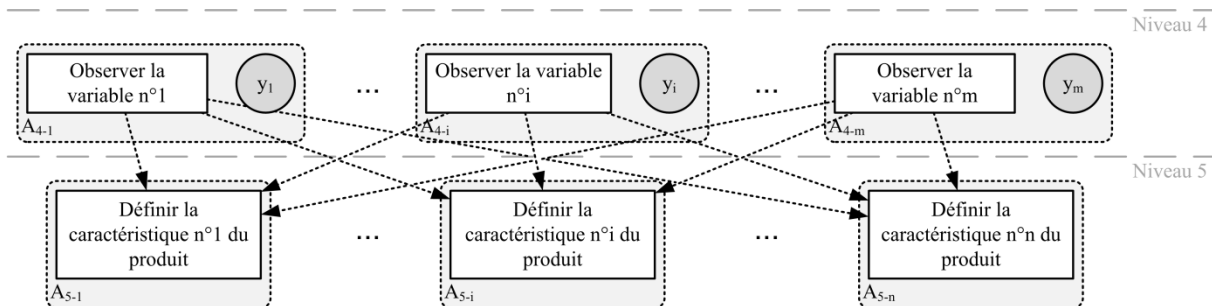 Niveau 4
Observer la
variable n°1
y1
...
Observer la variable
n°i
yi
...
Observer la
variable n°m
ym
A4-1
A4-i
A4-m
Niveau 5
Définir la
caractéristique n°1 du
produit
...
Définir la
caractéristique n°i du
produit
...
Définir la
caractéristique n°n du
produit
A5-1
A5-i
A5-n